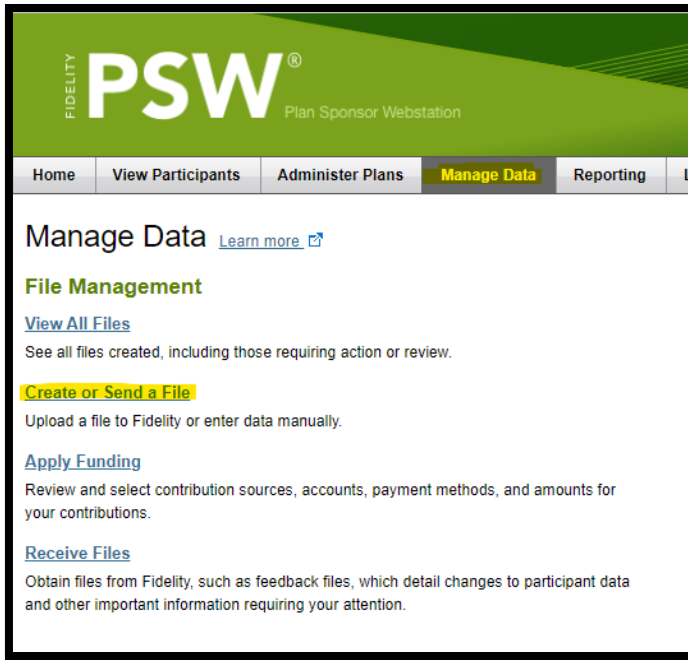 FIDELITY
PSW®
Plan Sponsor Webstation
Home View Participants Administer Plans Manage Data Reporting
Manage Data Learn more
File Management
View All Files
See all files created, including those requiring action or review.
Create or Send a File
Upload a file to Fidelity or enter data manually.
Apply Funding
Review and select contribution sources, accounts, payment methods, and amounts for
your contributions.
Receive Files
Obtain files from Fidelity, such as feedback files, which detail changes to participant data
and other important information requiring your attention.